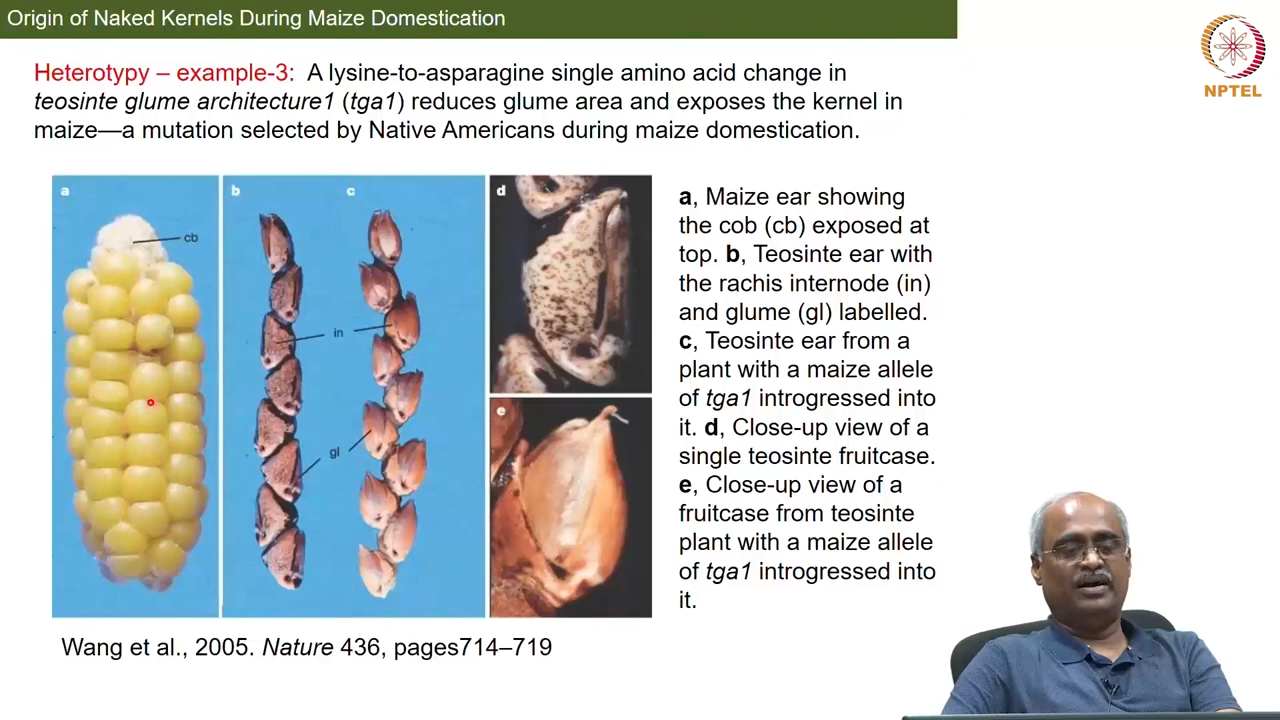 Origin of Naked Kernels During Maize Domestication
NPTEL
Heterotypy – example-3: A lysine-to-asparagine single amino acid change in
teosinte glume architecture1 (tga1) reduces glume area and exposes the kernel in
maize—a mutation selected by Native Americans during maize domestication.
a
cb
b
c
in
gl
d
e
a, Maize ear showing
the cob (cb) exposed at
top. b, Teosinte ear with
the rachis internode (in)
and glume (gl) labelled.
c, Teosinte ear from a
plant with a maize allele
of tga1 introgressed into
it. d, Close-up view of a
single teosinte fruitcase.
e, Close-up view of a
fruitcase from teosinte
plant with a maize allele
of tga1 introgressed into
it.
Wang et al., 2005. Nature 436, pages714–719